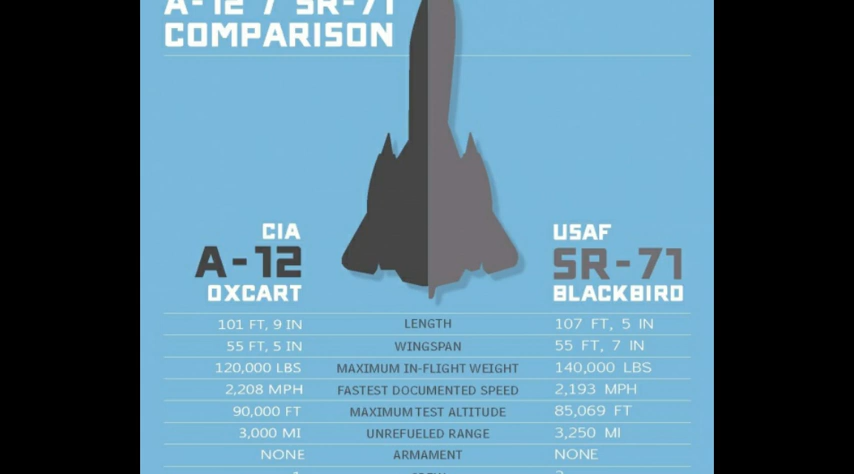 A-12 / SR-71
COMPARISON
CIA
A-12
OXCART
USAF
SR-71
BLACKBIRD
101 FT, 9 IN LENGTH 107 FT, 5 IN
55 FT, 5 IN WINGSPAN 55 FT, 7 IN
120,000 LBS MAXIMUM IN-FLIGHT WEIGHT 140,000 LBS
2,208 MPH FASTEST DOCUMENTED SPEED 2,193 MPH
90,000 FT MAXIMUM TEST ALTITUDE 85,069 FT
3,000 MI UNREFUELED RANGE 3,250 MI
NONE ARMAMENT NONE